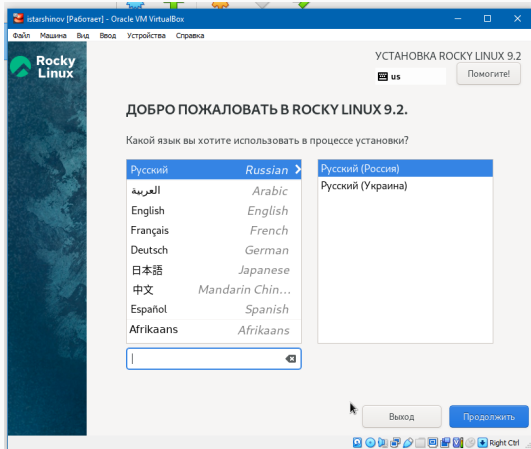 istarshinov [Работает] - Oracle VM VirtualBox
Файл Машина Вид Ввод Устройства Справка
Rocky
Linux
УСТАНОВКА ROCKY LINUX 9.2
us
Помогите!
ДОБРО ПОЖАЛОВАТЬ В ROCKY LINUX 9.2.
Какой язык вы хотите использовать в процессе установки?
Русский Russian
العربية Arabic
English English
Français French
Deutsch German
日本語 Japanese
中文 Mandarin Chin...
Español Spanish
Afrikaans Afrikaans
Русский (Россия)
Русский (Украина)
Выход
Продолжить
Right Ctrl